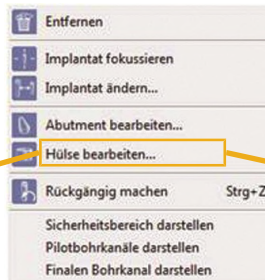 Entfernen
Implantat fokussieren
Implantat ändern...
Abutment bearbeiten...
Hülse bearbeiten...
Rückgängig machen Strg+Z
Sicherheitsbereich darstellen
Pilotbohrkanäle darstellen
Finalen Bohrkanal darstellen